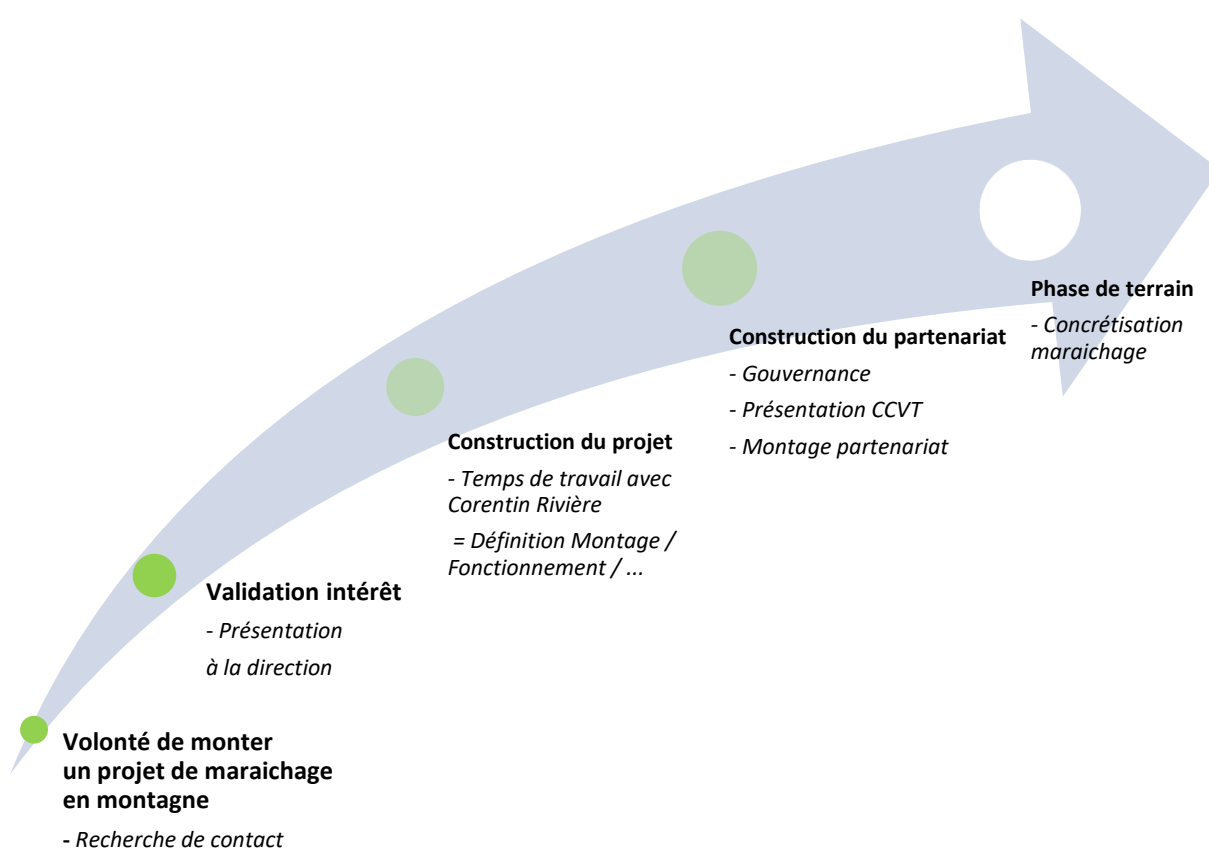 Volonté de monter
un projet de maraichage
en montagne
- Recherche de contact
Validation intérêt
- Présentation
à la direction
Construction du projet
- Temps de travail avec
Corentin Rivière
= Définition Montage /
Fonctionnement / ...
Construction du partenariat
- Gouvernance
- Présentation CCVT
- Montage partenariat
Phase de terrain
- Concrétisation
maraichage